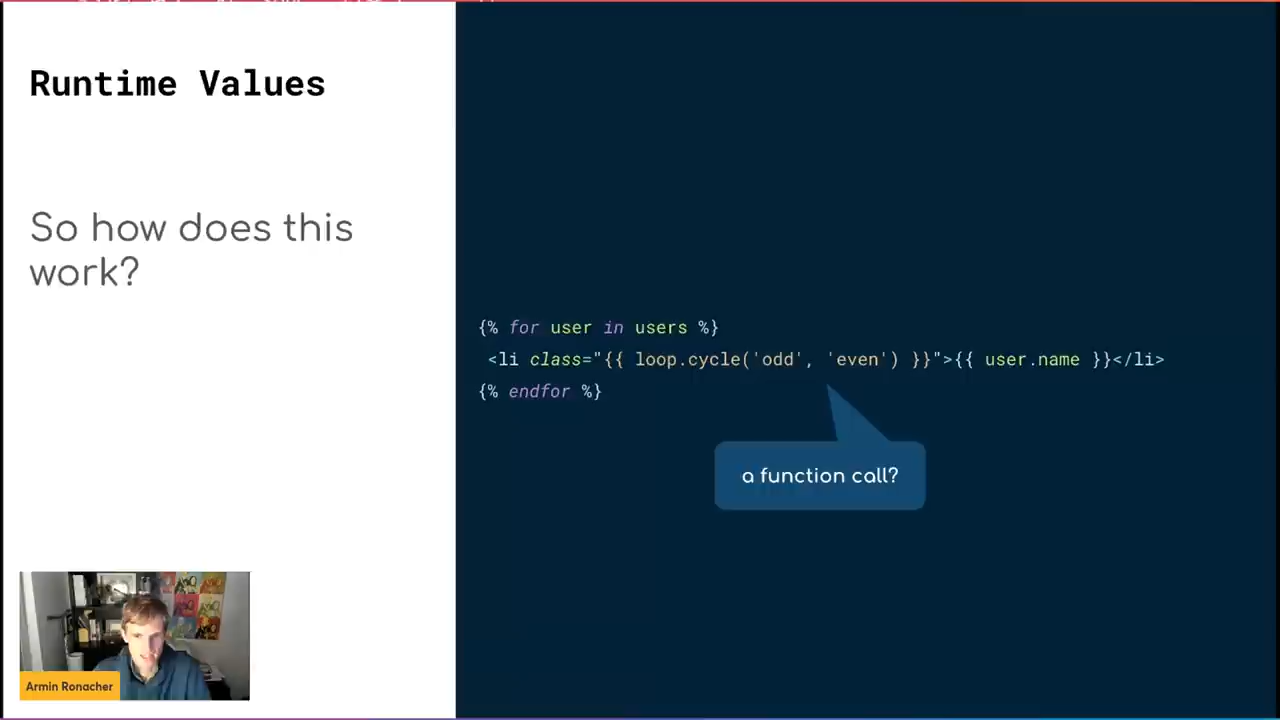 Runtime Values
So how does this
work?
{% for user in users %}
<li class="{{ loop.cycle('odd', 'even') }}">{{ user.name }}</li>
{% endfor %}
a function call?
Armin Ronacher